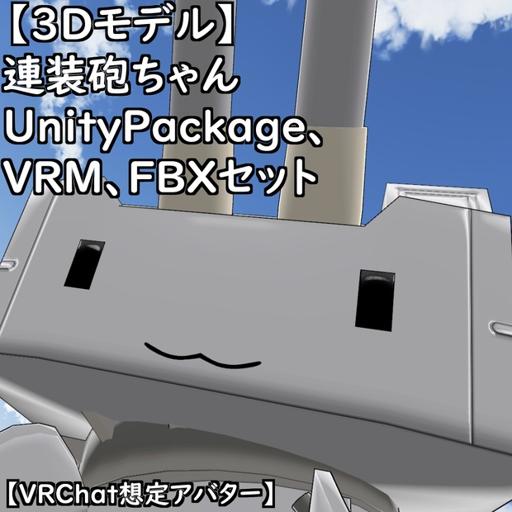 【3Dモデル】
連装砲ちゃん
UnityPackage、
VRM、FBXセット
【VRChat想定アバター】